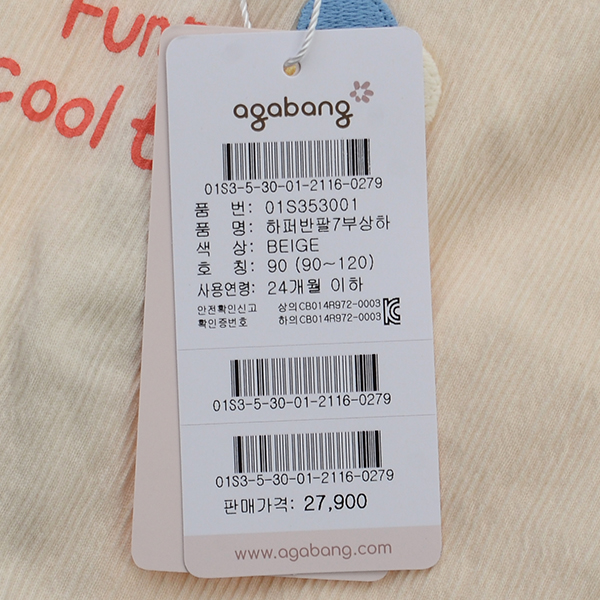 Fun
cool t
agabang
01S3-5-30-01-2116-0279
품 번: 01S353001
품 명: 하퍼반팔7부상하
색 상: BEIGE
호 칭: 90 (90~120)
사용연령: 24개월 이하
안전확인신고 상의CB014R972-0003
확인증번호 하의CB014R972-0003
01S3-5-30-01-2116-0279
01S3-5-30-01-2116-0279
판매가격: 27,900
www.agabang.com